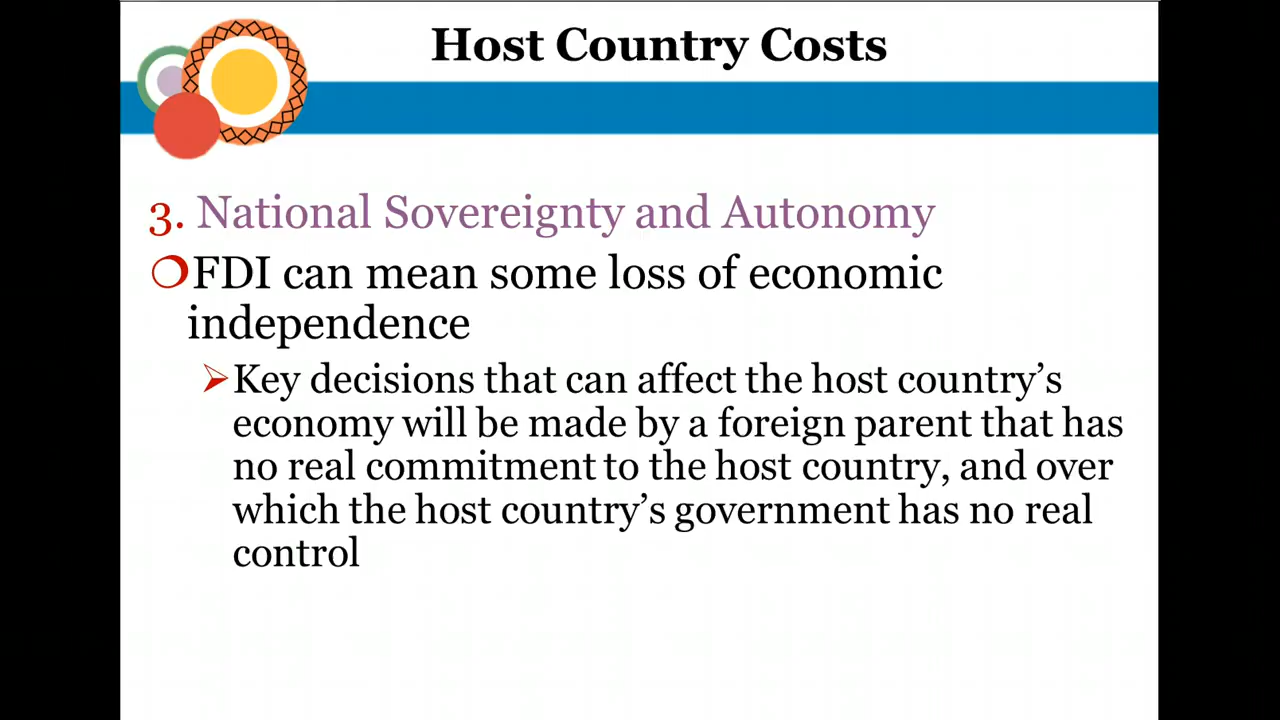 Host Country Costs
3. National Sovereignty and Autonomy
FDI can mean some loss of economic
independence
Key decisions that can affect the host country’s
economy will be made by a foreign parent that has
no real commitment to the host country, and over
which the host country’s government has no real
control